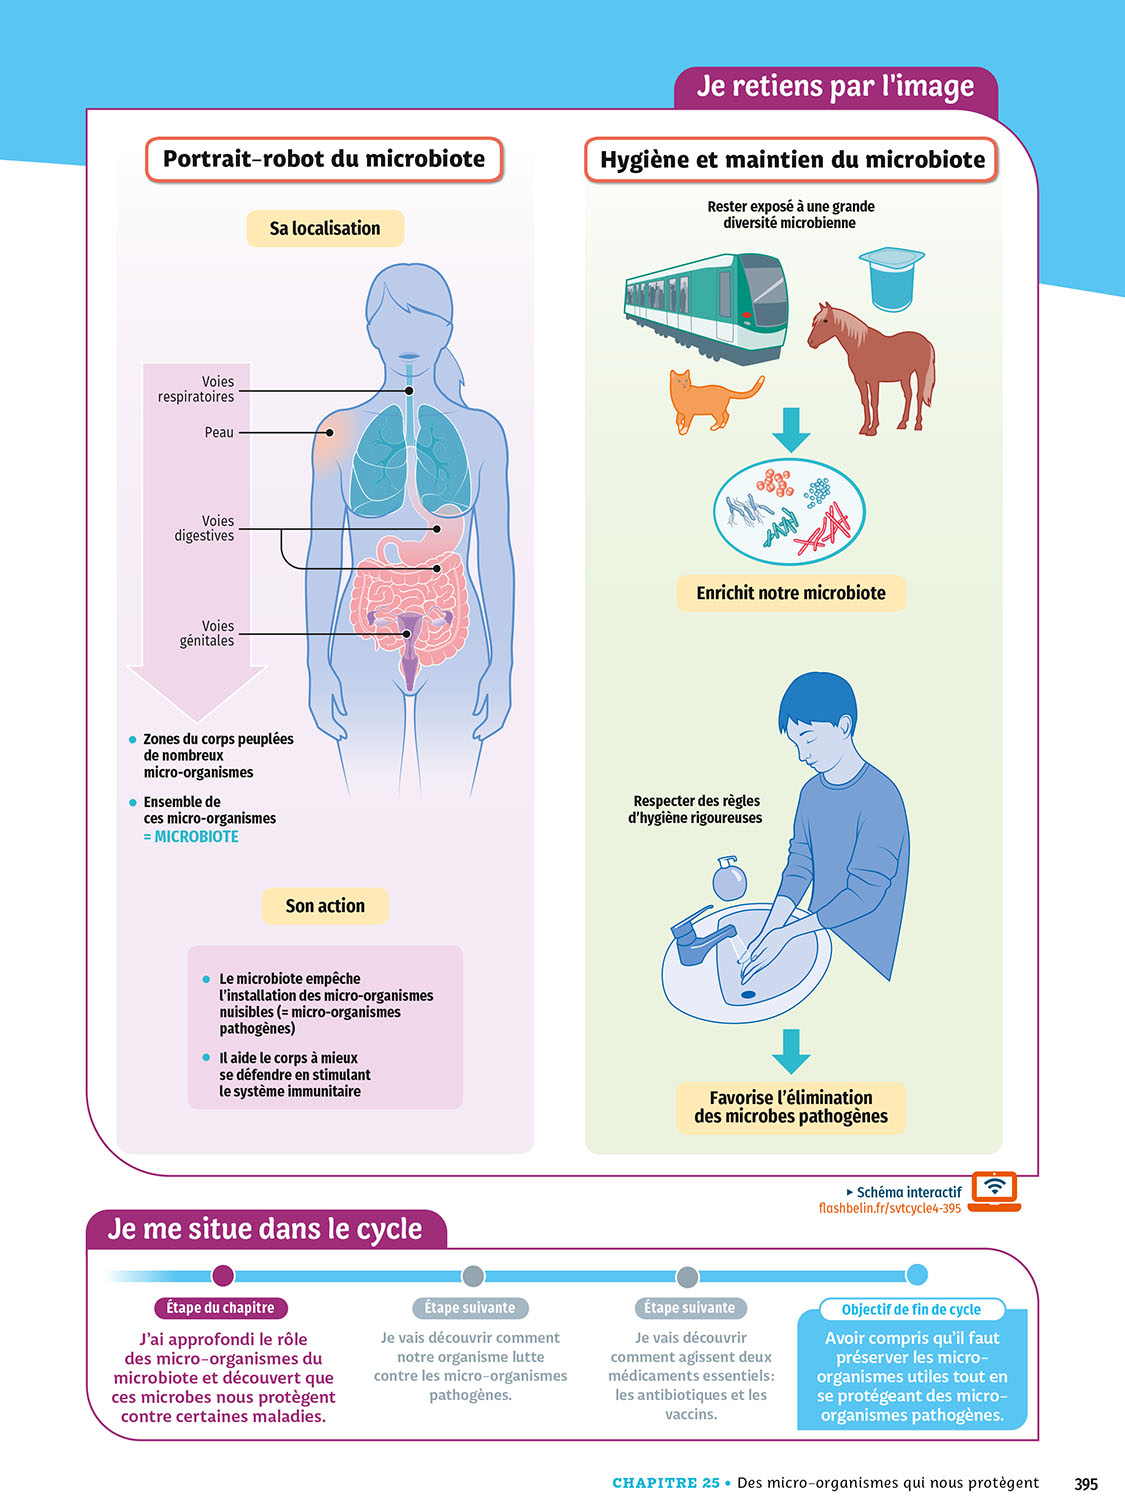 Je retiens par l'image
Portrait-robot du microbiote
Sa localisation
Voies
respiratoires
Peau
Voies
digestives
Voies
génitales
Zones du corps peuplées
de nombreux
micro-organismes
Ensemble de
ces micro-organismes
= MICROBIOTE
Son action
Le microbiote empêche
l'installation des micro-organismes
nuisibles (= micro-organismes
pathogènes)
Il aide le corps à mieux
se défendre en stimulant
le système immunitaire
Hygiène et maintien du microbiote
Rester exposé à une grande
diversité microbienne
Enrichit notre microbiote
Respecter des règles
d'hygiène rigoureuses
Favorise l'élimination
des microbes pathogènes
Schéma interactif
flashbelin.fr/svtcycle4-395
Je me situe dans le cycle
Étape du chapitre
J'ai approfondi le rôle
des micro-organismes du
microbiote et découvert que
ces microbes nous protègent
contre certaines maladies.
Étape suivante
Je vais découvrir comment
notre organisme lutte
contre les micro-organismes
pathogènes.
Étape suivante
Je vais découvrir
comment agissent deux
médicaments essentiels :
les antibiotiques et les
vaccins.
Objectif de fin de cycle
Avoir compris qu'il faut
préserver les micro-
organismes utiles tout en
se protégeant des micro-
organismes pathogènes.
CHAPITRE 25 • Des micro-organismes qui nous protègent 395